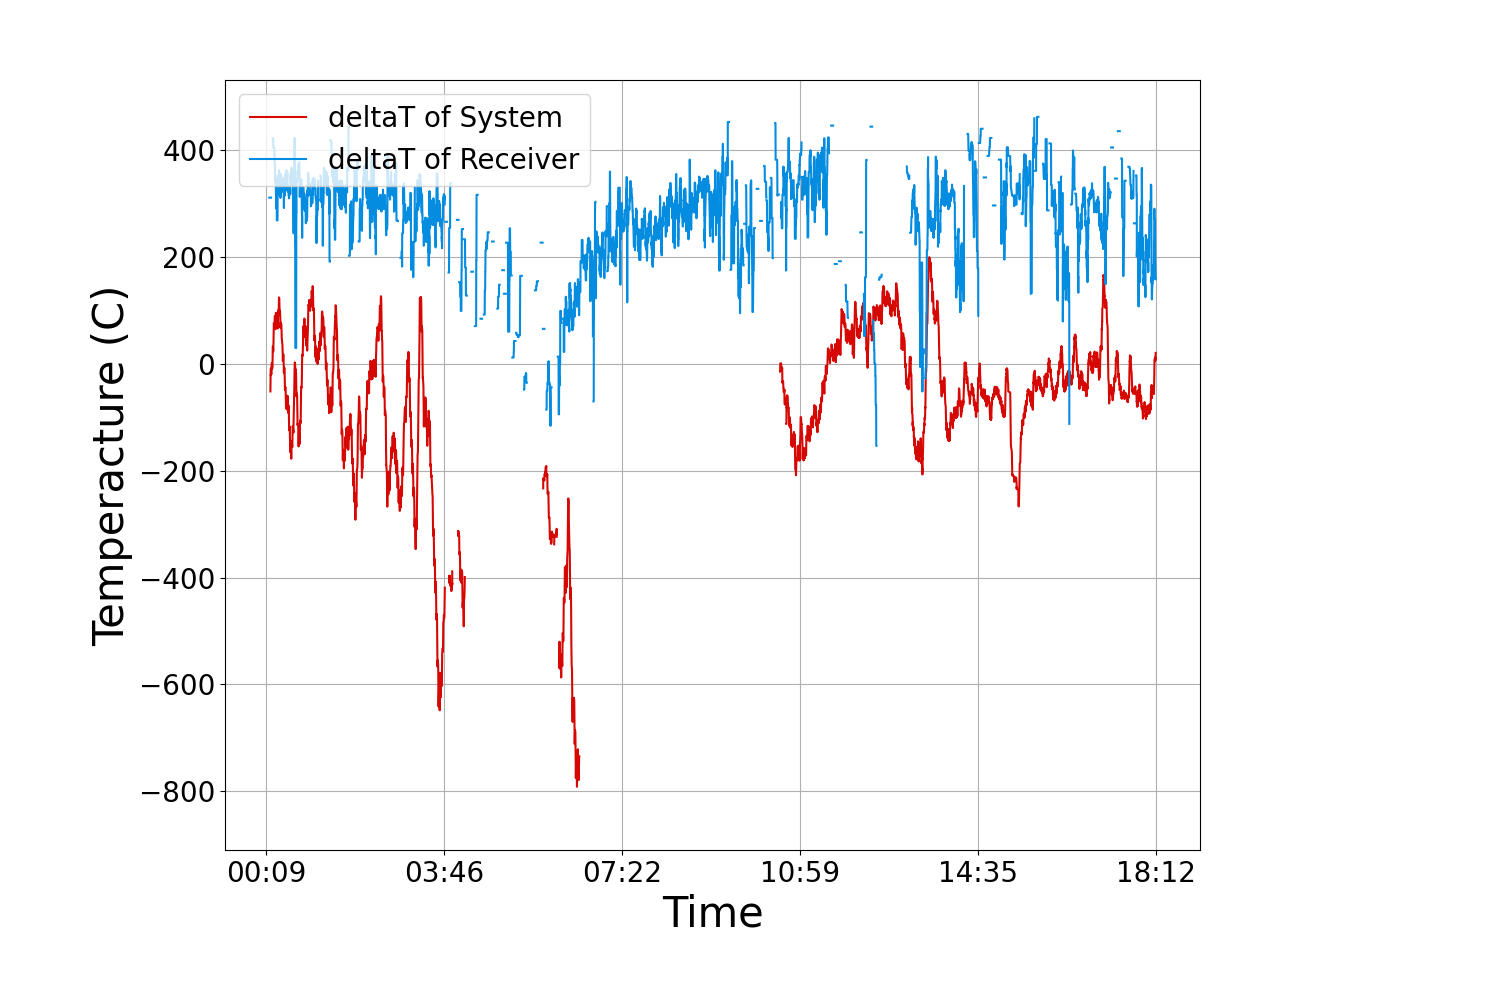 deltaT of System
deltaT of Receiver
400
200
0
−200
−400
−600
−800
Temperacture (C)
00:09 03:46 07:22 10:59 14:35 18:12
Time